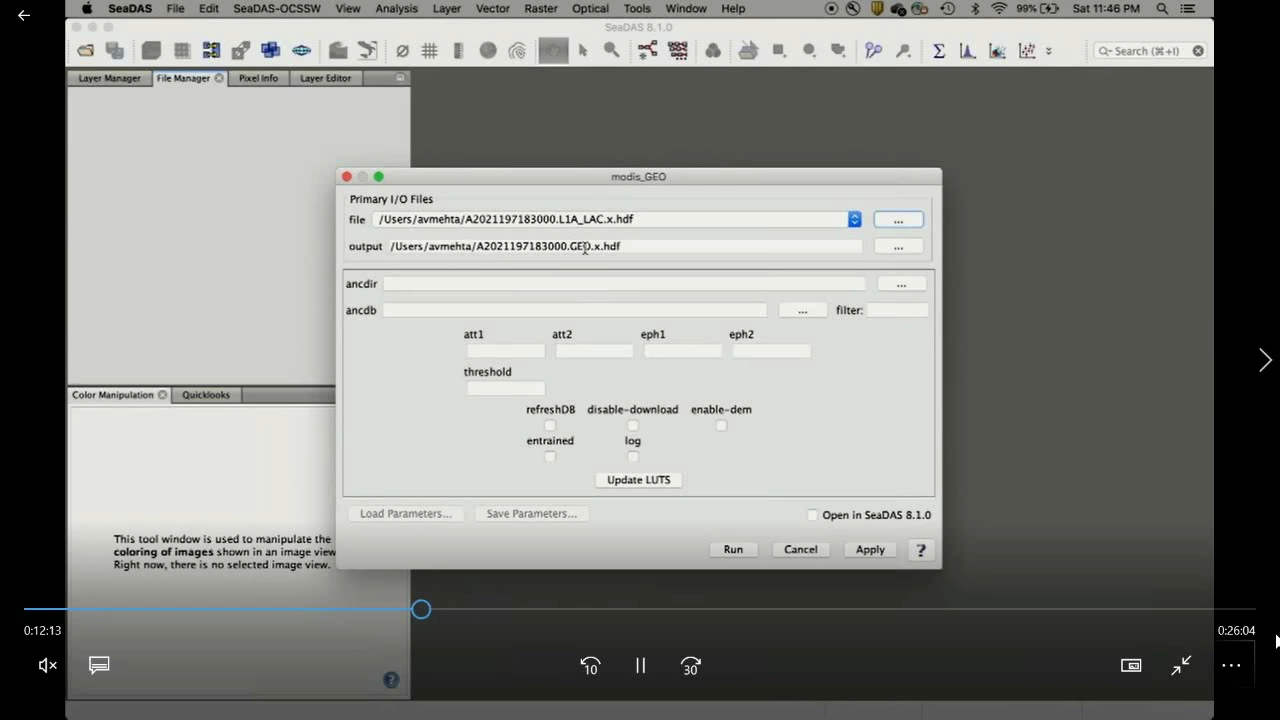 SeaDAS File Edit SeaDAS-OCSSW View Analysis Layer Vector Raster Optical Tools Window Help 99% Sat 11:46 PM
SeaDAS 8.1.0
Search (⌘+I)
Layer Manager File Manager Pixel Info Layer Editor
modis_GEO
Primary I/O Files
file /Users/avmehta/A2021197183000.L1A_LAC.x.hdf ...
output /Users/avmehta/A2021197183000.GEO.x.hdf ...
ancdir ...
ancdb ... filter:
att1 att2 eph1 eph2
threshold
refreshDB disable-download enable-dem
entrained log
Update LUTS
Load Parameters... Save Parameters... Open in SeaDAS 8.1.0
Run Cancel Apply ?
Color Manipulation Quicklooks
This tool window is used to manipulate the
coloring of images shown in an image view
Right now, there is no selected image view.
?
0:12:13 0:26:04
10 30